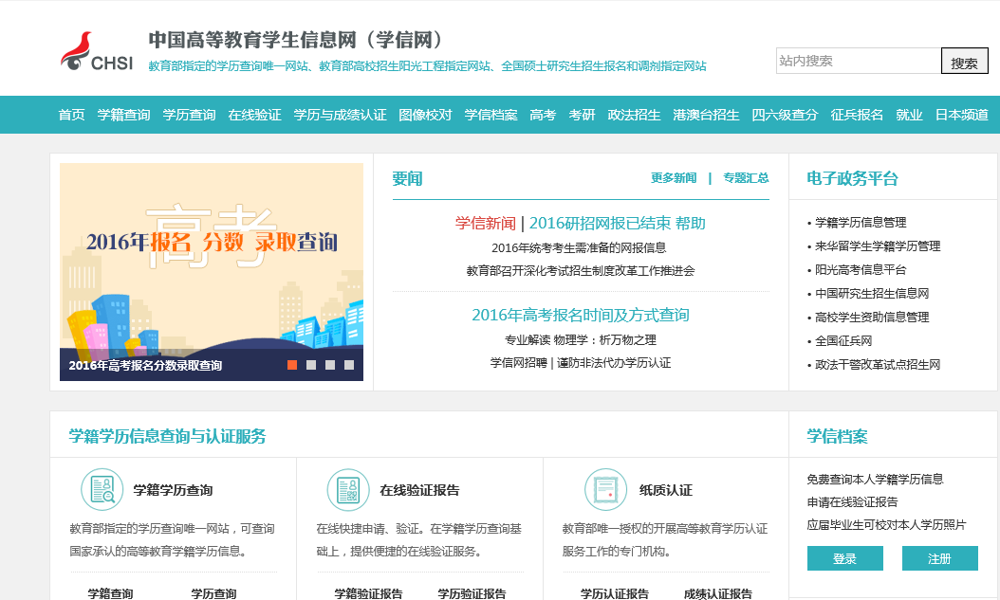 中国高等教育学生信息网（学信网）
CHSI
教育部指定的学历查询唯一网站、教育部高校招生阳光工程指定网站、全国硕士研究生招生报名和调剂指定网站
站内搜索 搜索
首页 学籍查询 学历查询 在线验证 学历与成绩认证 图像校对 学信档案 高考 考研 政法招生 港澳台招生 四六级查分 征兵报名 就业 日本频道
高考
2016年报名 分数 录取查询
2016年高考报名分数录取查询
要闻 更多新闻 | 专题汇总
学信新闻 | 2016研招网报已结束 帮助
2016年统考考生需准备的网报信息
教育部召开深化考试招生制度改革工作推进会
2016年高考报名时间及方式查询
专业解读 物理学：析万物之理
学信网招聘 | 谨防非法代办学历认证
电子政务平台
• 学籍学历信息管理
• 来华留学生学籍学历管理
• 阳光高考信息平台
• 中国研究生招生信息网
• 高校学生资助信息管理
• 全国征兵网
• 政法干警改革试点招生网
学籍学历信息查询与认证服务
学籍学历查询
教育部指定的学历查询唯一网站，可查询
国家承认的高等教育学籍学历信息。
学籍查询 学历查询
在线验证报告
在线快捷申请、验证。在学籍学历查询基
础上，提供便捷的在线验证服务。
学籍验证报告 学历验证报告
纸质认证
教育部唯一授权的开展高等教育学历认证
服务工作的专门机构。
学历认证报告 成绩认证报告
学信档案
免费查询本人学籍学历信息
申请在线验证报告
应届毕业生可校对本人学历照片
登录 注册